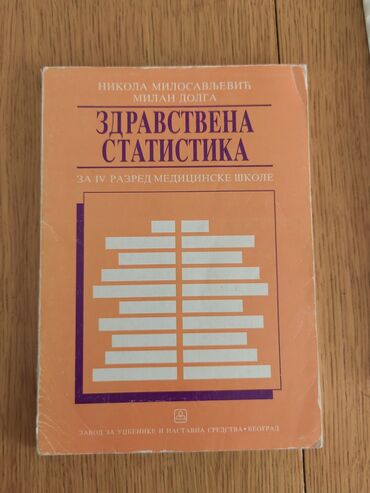 НИКОЛА МИЛОСАВЉЕВИЋ
МИЛАН ДОЛГА
ЗДРАВСТВЕНА
СТАТИСТИКА
ЗА IV РАЗРЕД МЕДИЦИНСКЕ ШКОЛЕ
ЗАВОД ЗА УЏБЕНИКЕ И НАСТАВНА СРЕДСТВА • БЕОГРАД